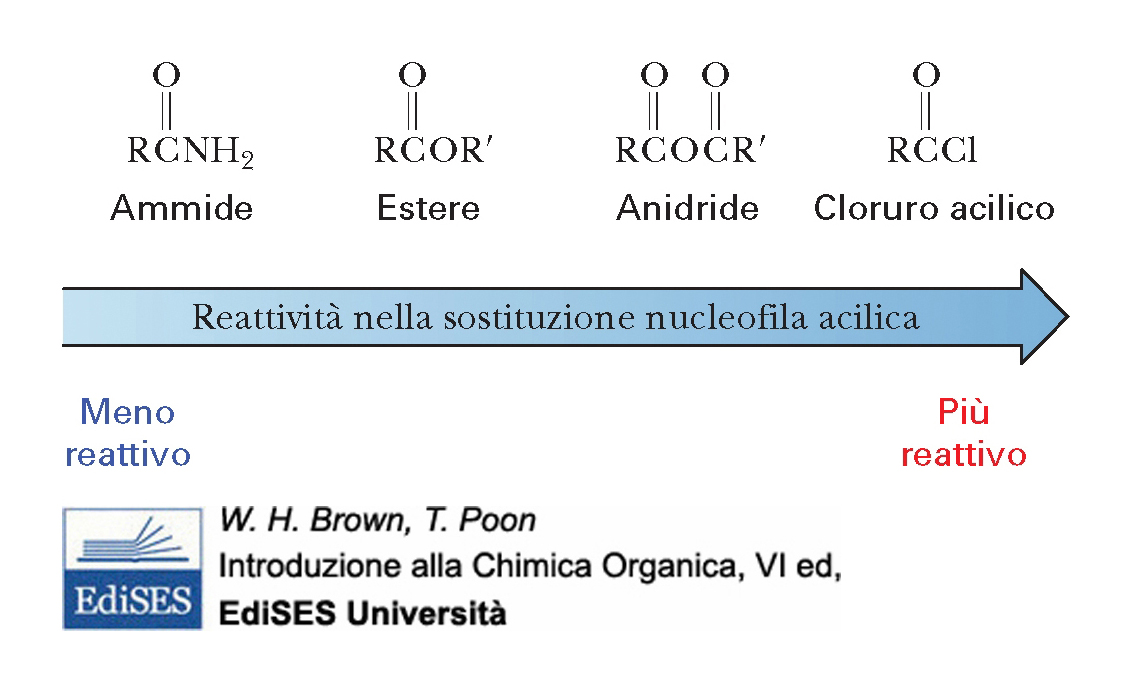 O O O O O
RCNH₂ RCOR′ RCOCR′ RCCl
Ammide Estere Anidride Cloruro acilico
Reattività nella sostituzione nucleofila acilica
Meno Più
reattivo reattivo
W. H. Brown, T. Poon
Introduzione alla Chimica Organica, VI ed,
EdiSES EdiSES Università